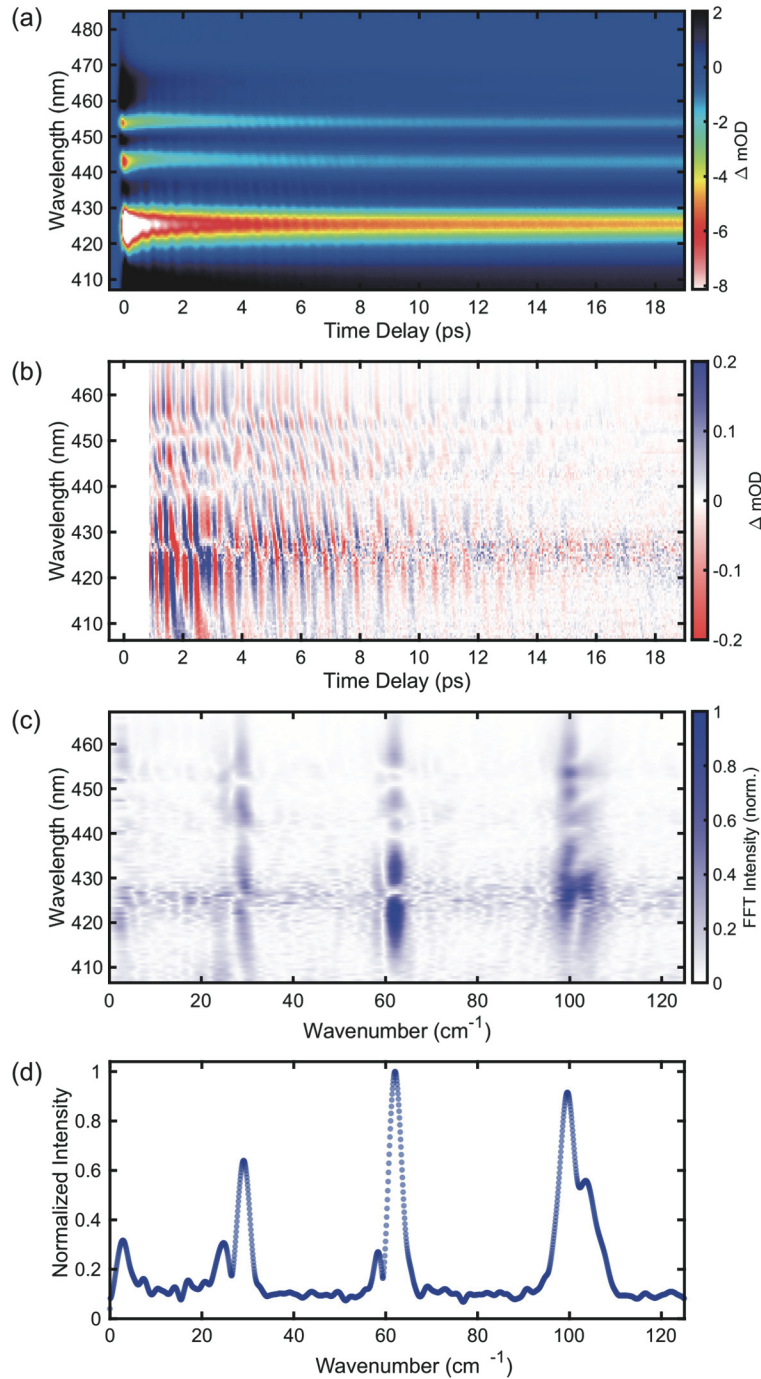 (a)
480
470
460
450
440
430
420
410
Wavelength (nm)
0 2 4 6 8 10 12 14 16 18
Time Delay (ps)
2
0
-2
-4
-6
-8
Δ mOD
(b)
460
450
440
430
420
410
Wavelength (nm)
0 2 4 6 8 10 12 14 16 18
Time Delay (ps)
0.2
0.1
0
-0.1
-0.2
Δ mOD
(c)
460
450
440
430
420
410
Wavelength (nm)
0 20 40 60 80 100 120
Wavenumber (cm-1)
1
0.8
0.6
0.4
0.2
0
FFT Intensity (norm.)
(d)
1
0.8
0.6
0.4
0.2
0
Normalized Intensity
0 20 40 60 80 100 120
Wavenumber (cm -1)